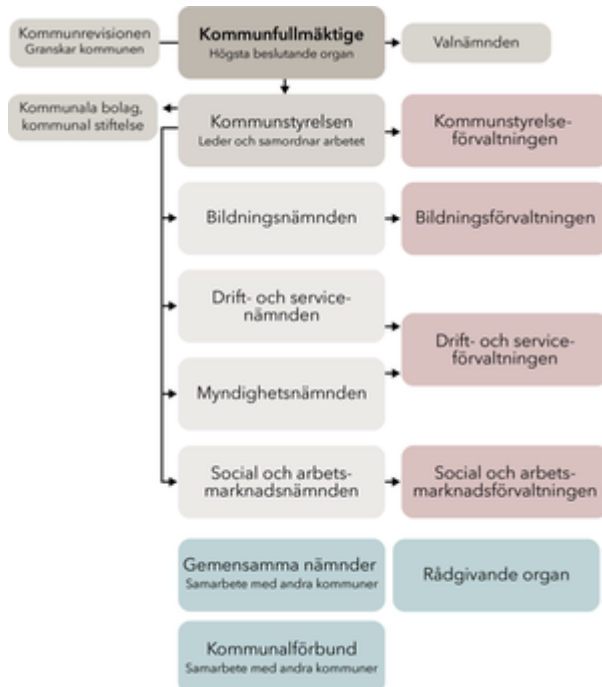 Kommunrevisionen
Granskar kommunen
Kommunfullmäktige
Högsta beslutande organ
Valnämnden
Kommunala bolag,
kommunal stiftelse
Kommunstyrelsen
Leder och samordnar arbetet
Kommunstyrelse-
förvaltningen
Bildningsnämnden
Bildningsförvaltningen
Drift- och service-
nämnden
Drift- och service-
förvaltningen
Myndighetsnämnden
Social och arbets-
marknadsnämnden
Social och arbets-
marknadsförvaltningen
Gemensamma nämnder
Samarbete med andra kommuner
Rådgivande organ
Kommunalförbund
Samarbete med andra kommuner